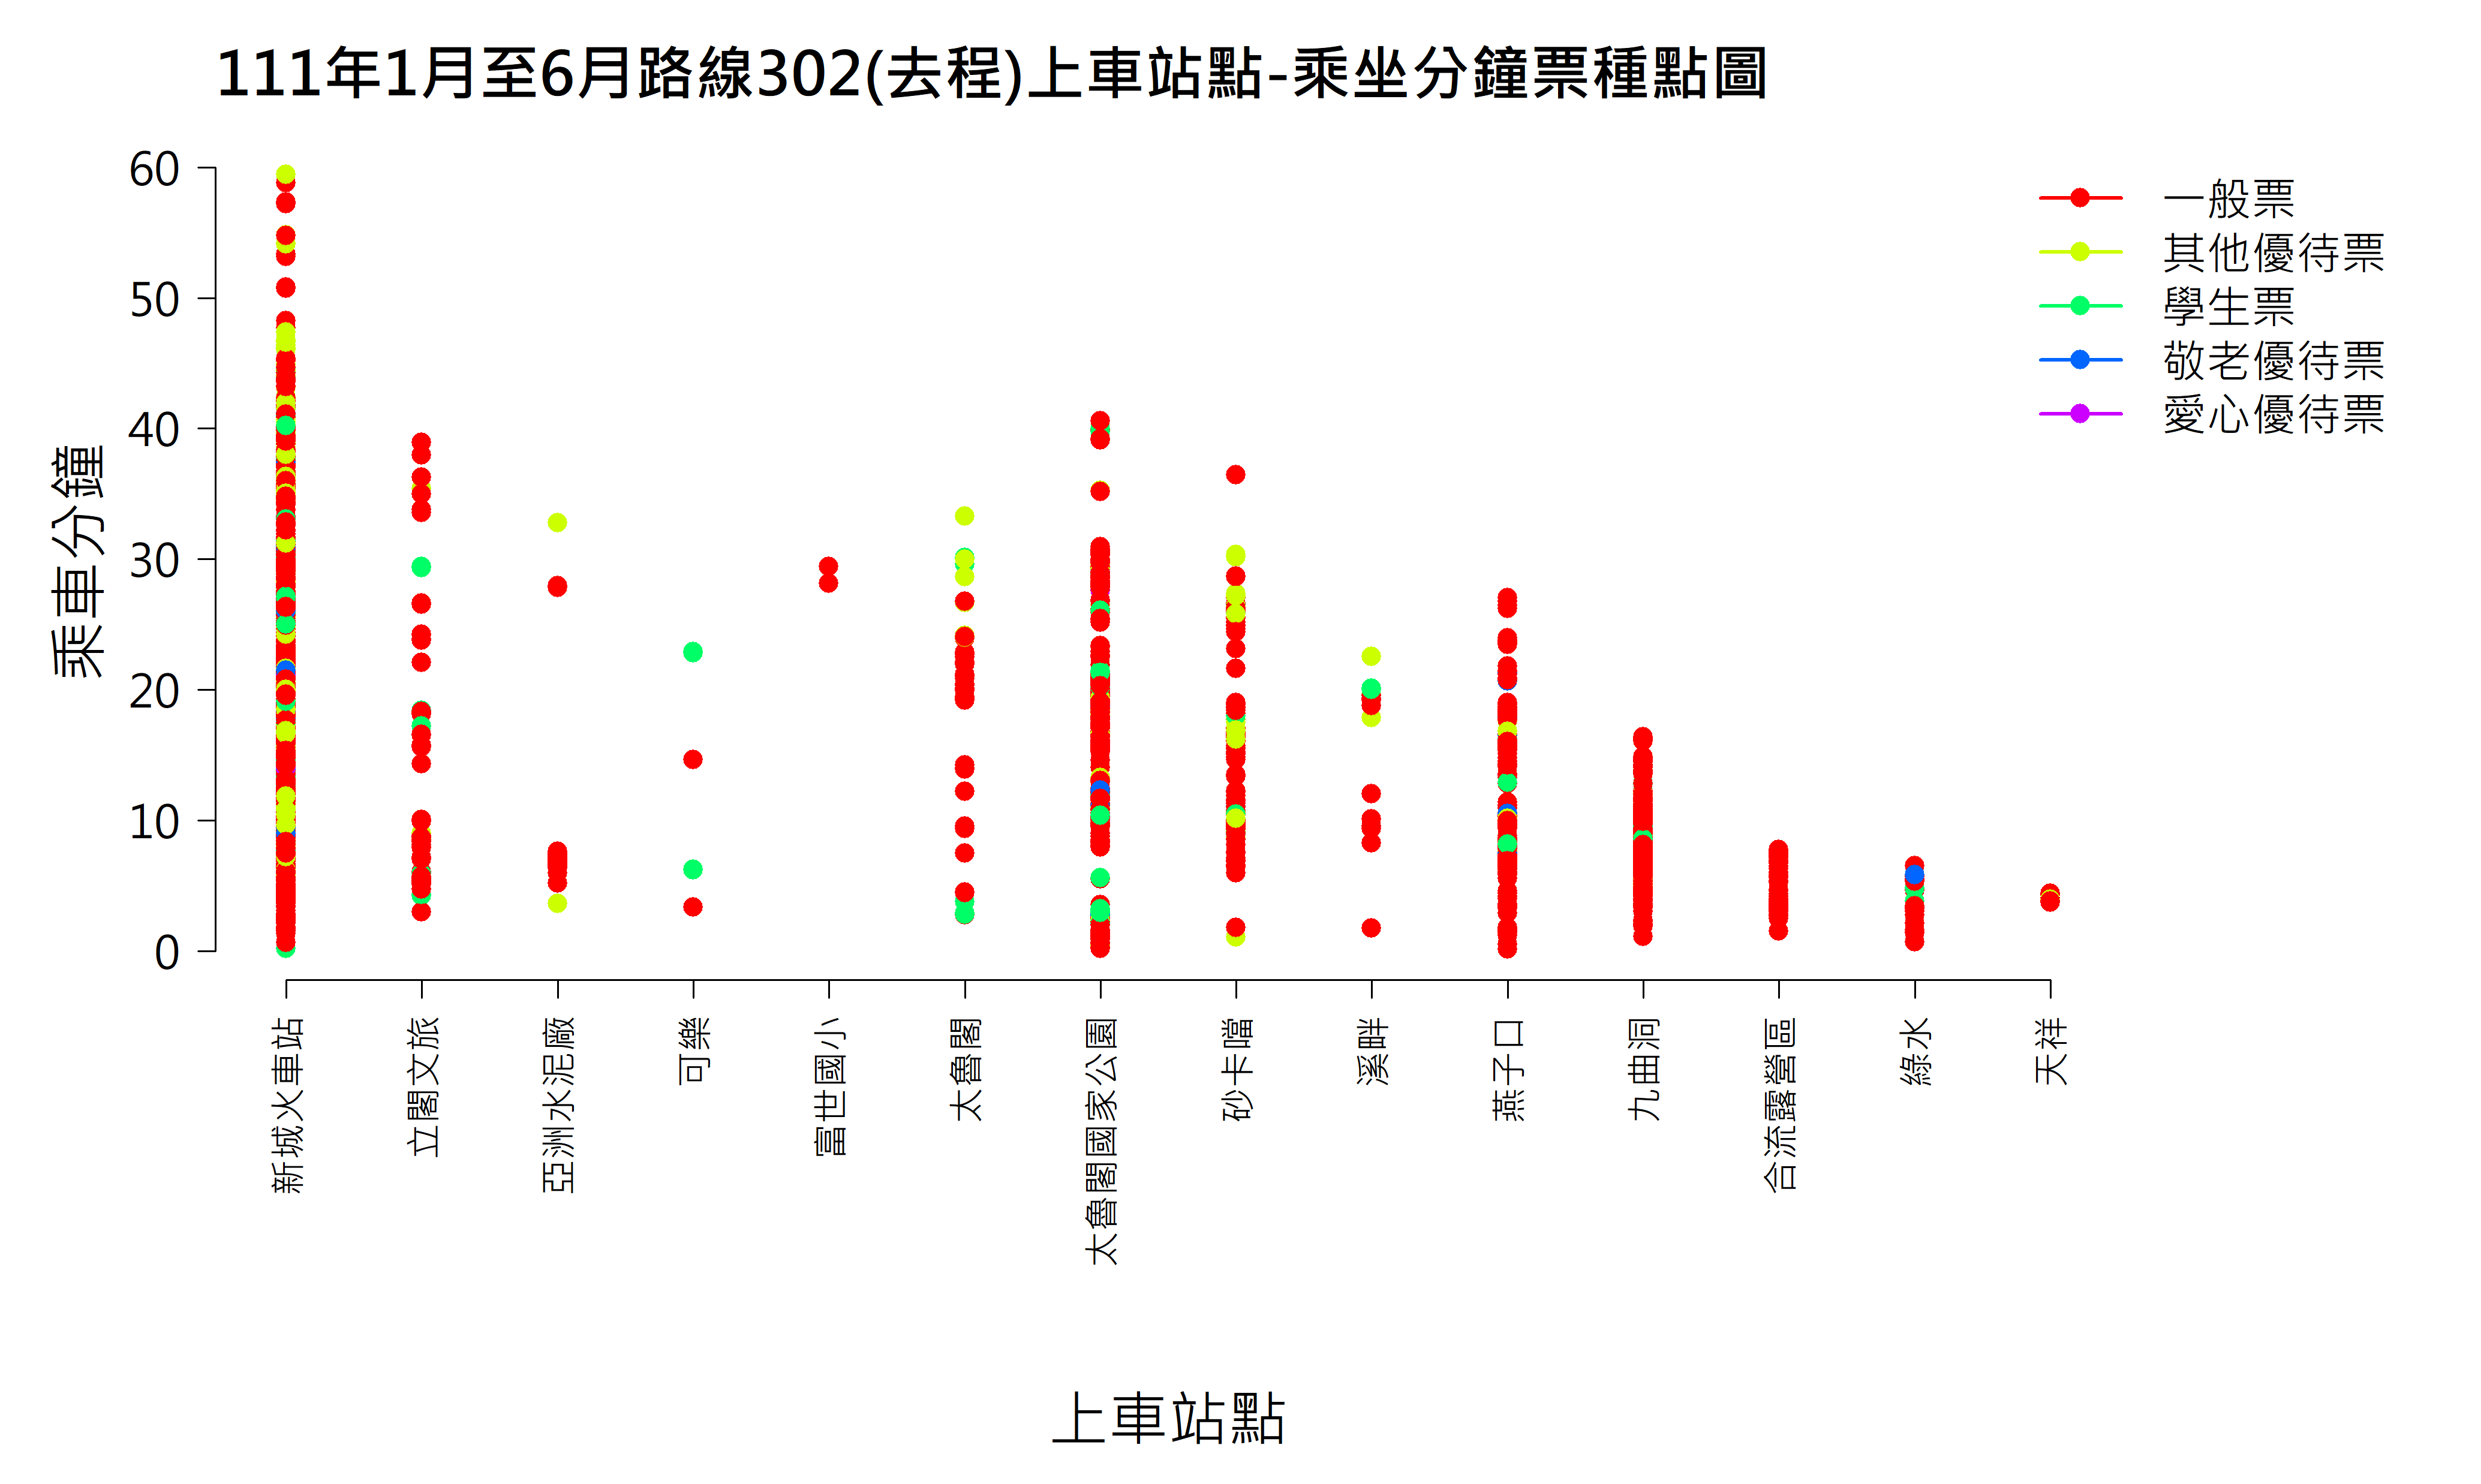 111年1月至6月路線302(去程)上車站點-乘坐分鐘票種點圖
乘車分鐘
60
50
40
30
20
10
0
一般票
其他優待票
學生票
敬老優待票
愛心優待票
新城火車站
立閣文旅
亞洲水泥廠
可樂
富世國小
太魯閣
太魯閣國家公園
砂卡噹
溪畔
燕子口
九曲洞
合流露營區
綠水
天祥
上車站點